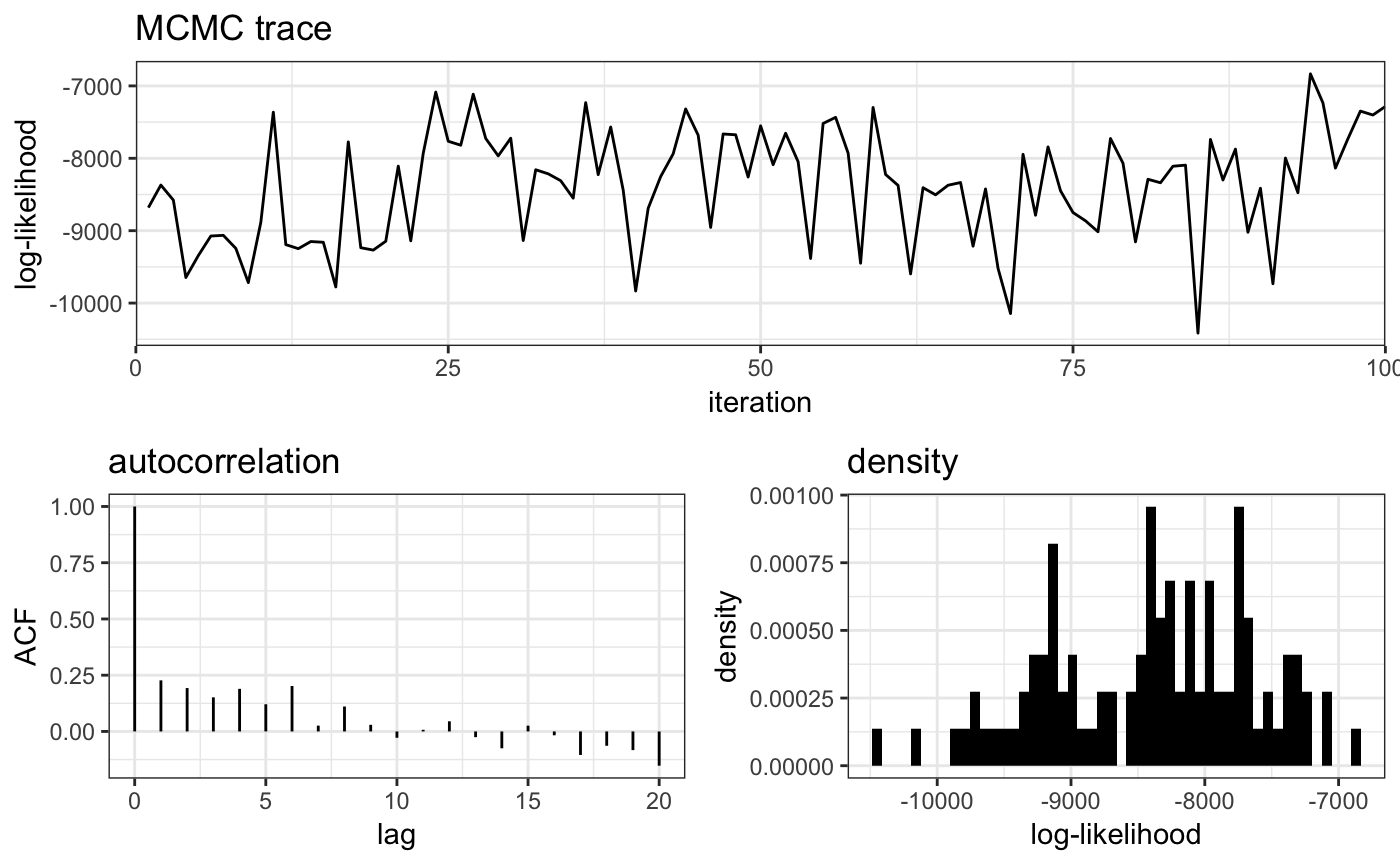 MCMC trace
log-likelihood
-7000
-8000
-9000
-10000
0 25 50 75 100
iteration
autocorrelation
ACF
1.00
0.75
0.50
0.25
0.00
0 5 10 15 20
lag
density
density
0.00100
0.00075
0.00050
0.00025
0.00000
-10000 -9000 -8000 -7000
log-likelihood